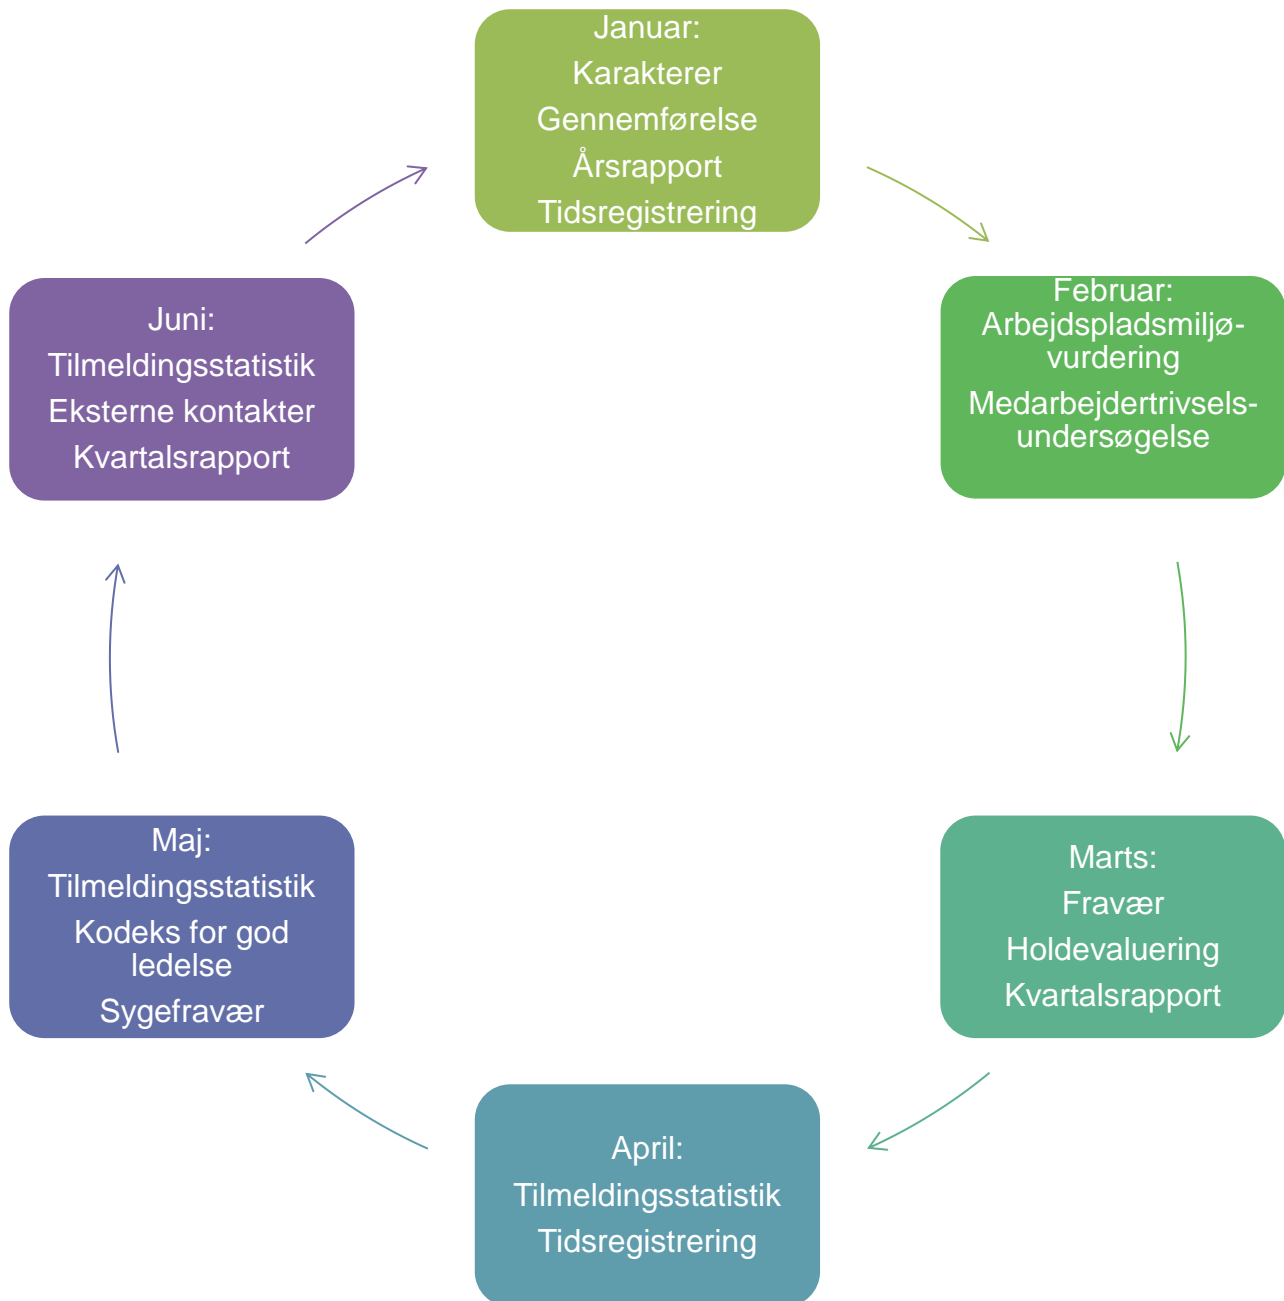 Januar:
Karakterer
Gennemførelse
Årsrapport
Tidsregistrering
Februar:
Arbejdspladsmiljø-
vurdering
Medarbejdertrivsels-
undersøgelse
Marts:
Fravær
Holdevaluering
Kvartalsrapport
April:
Tilmeldingsstatistik
Tidsregistrering
Maj:
Tilmeldingsstatistik
Kodeks for god
ledelse
Sygefravær
Juni:
Tilmeldingsstatistik
Eksterne kontakter
Kvartalsrapport